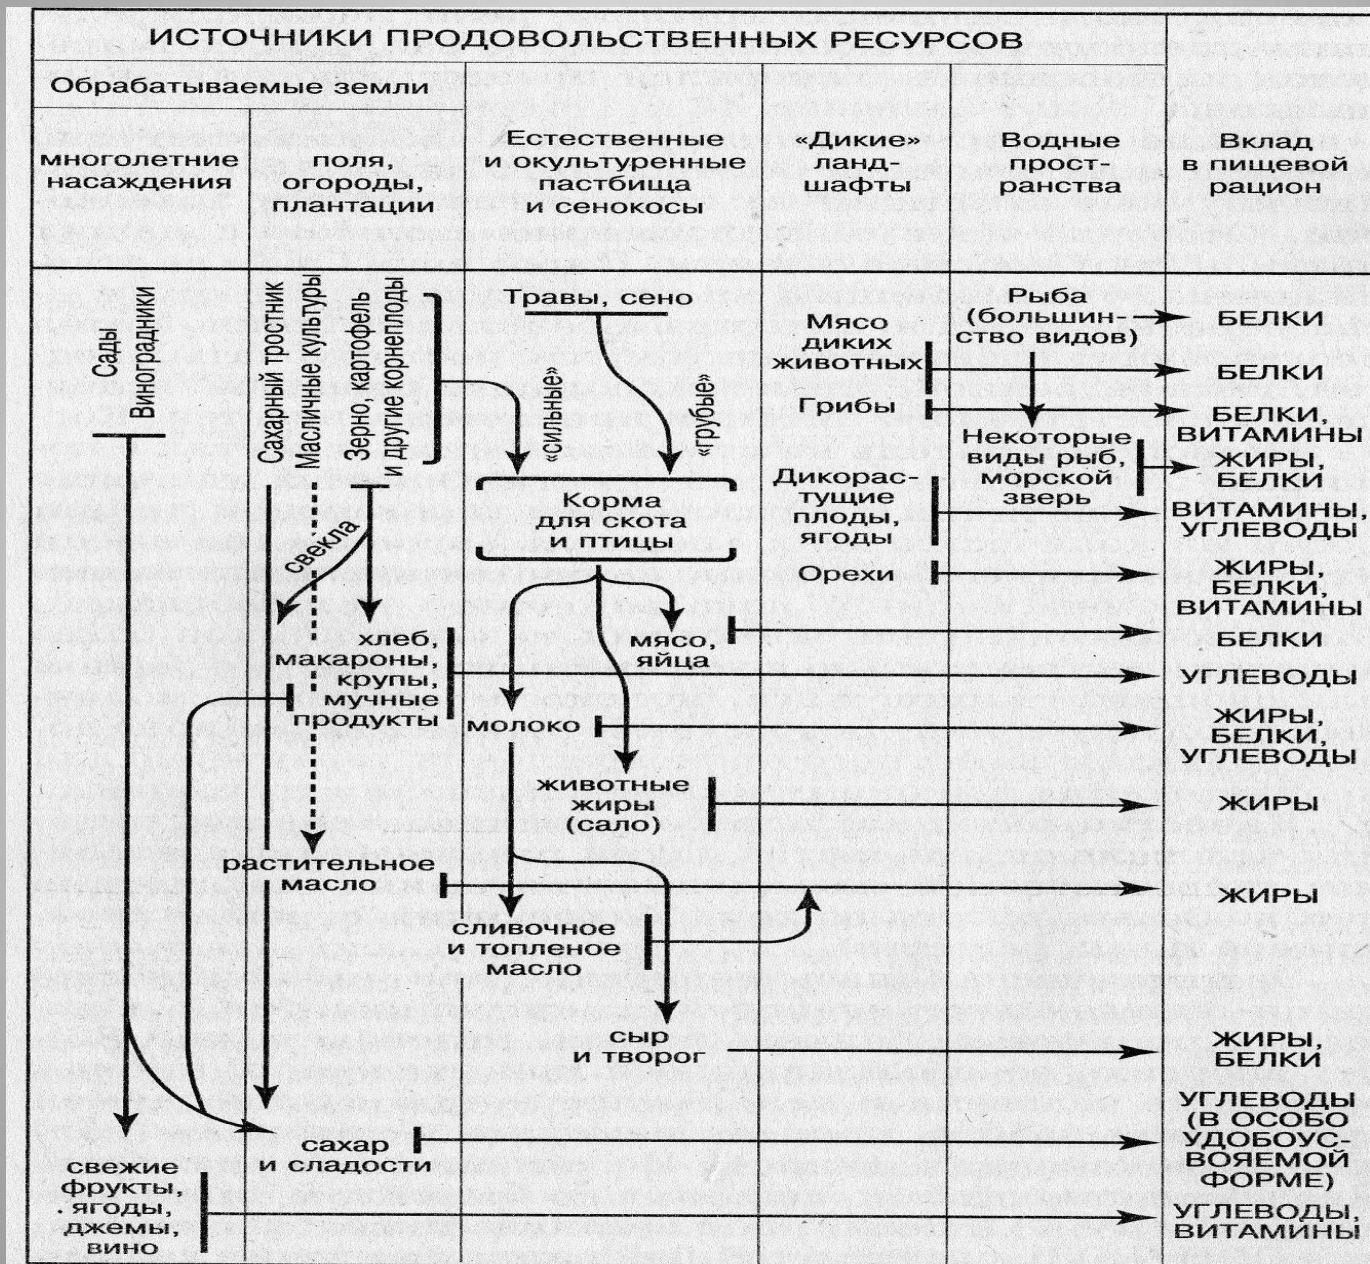 ИСТОЧНИКИ ПРОДОВОЛЬСТВЕННЫХ РЕСУРСОВ
Обрабатываемые земли
многолетние
насаждения
поля,
огороды,
плантации
Естественные
и окультуренные
пастбища
и сенокосы
«Дикие»
ланд-
шафты
Водные
прост-
ранства
Вклад
в пищевой
рацион
Сады
Виноградники
Сахарный тротник
Масличные культуры
Зерно, картофель
и другие корнеплоды
Травы, сено
«сильные»
«грубые»
свекла
Корма
для скота
и птицы
Мясо
диких
животных
Грибы
Дикорас-
тущие
плоды,
ягоды
Орехи
Рыба
(большин-
ство видов)
Некоторые
виды рыб,
морской
зверь
хлеб,
макароны,
крупы,
мучные
продукты
мясо,
яйца
молоко
животные
жиры
(сало)
растительное
масло
сливочное
и топленое
масло
сыр
и творог
сахар
и сладости
свежие
фрукты,
ягоды,
джемы,
вино
БЕЛКИ
БЕЛКИ
БЕЛКИ,
ВИТАМИНЫ
ЖИРЫ,
БЕЛКИ
ВИТАМИНЫ,
УГЛЕВОДЫ
ЖИРЫ,
БЕЛКИ,
ВИТАМИНЫ
БЕЛКИ
УГЛЕВОДЫ
ЖИРЫ,
БЕЛКИ,
УГЛЕВОДЫ
ЖИРЫ
ЖИРЫ
ЖИРЫ,
БЕЛКИ
УГЛЕВОДЫ
(В ОСОБО
УДОБОУС-
ВОЯЕМОЙ
ФОРМЕ)
УГЛЕВОДЫ,
ВИТАМИНЫ